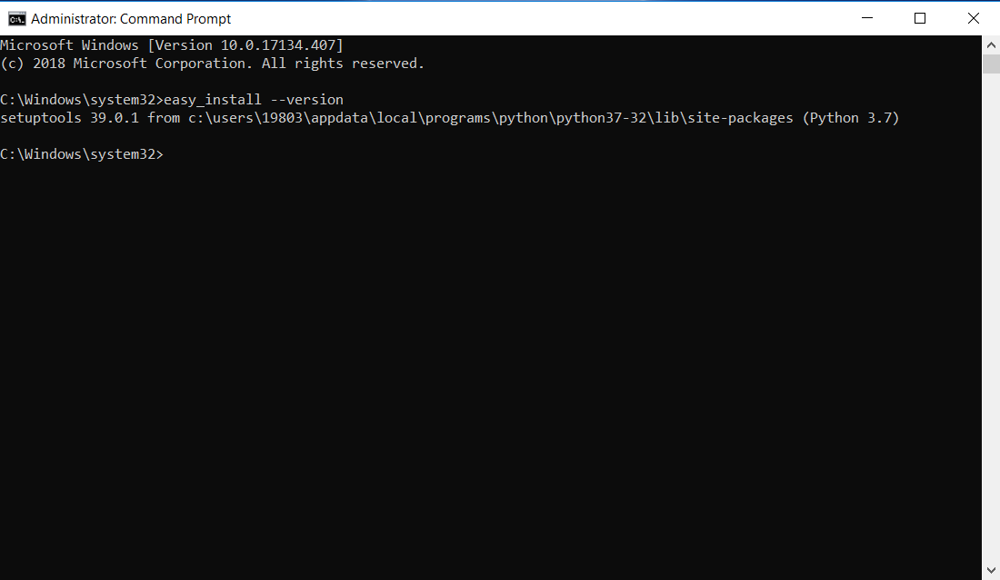 Administrator: Command Prompt
Microsoft Windows [Version 10.0.17134.407]
(c) 2018 Microsoft Corporation. All rights reserved.
C:\Windows\system32>easy_install --version
setuptools 39.0.1 from c:\users\19803\appdata\local\programs\python\python37-32\lib\site-packages (Python 3.7)
C:\Windows\system32>